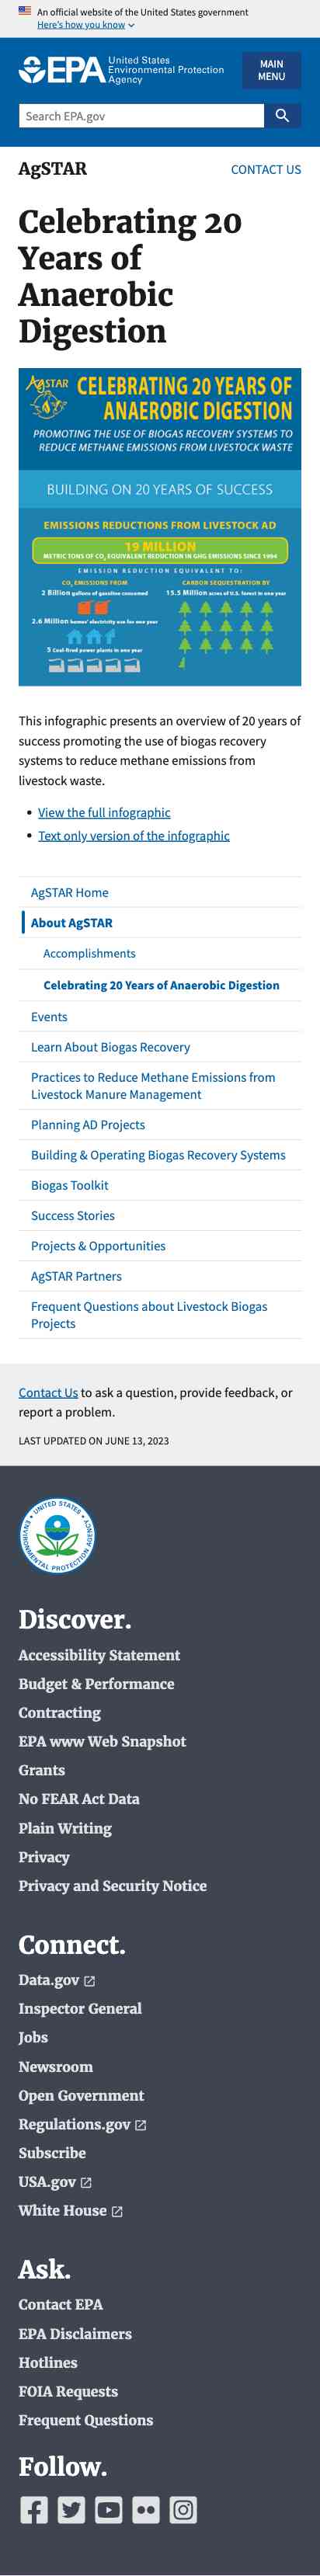 An official website of the United States government
Here's how you know
EPA United States
Environmental Protection
Agency
MAIN
MENU
Search EPA.gov
AgSTAR
CONTACT US
Celebrating 20
Years of
Anaerobic
Digestion
AgSTAR
CELEBRATING 20 YEARS OF
ANAEROBIC DIGESTION
PROMOTING THE USE OF BIOGAS RECOVERY SYSTEMS TO
REDUCE METHANE EMISSIONS FROM LIVESTOCK WASTE
BUILDING ON 20 YEARS OF SUCCESS
EMISSIONS REDUCTIONS FROM LIVESTOCK AD
19 MILLION
METRIC TONS OF CO₂ EQUIVALENT REDUCTION IN GHG EMISSIONS SINCE 1994
EMISSION REDUCTION EQUIVALENT TO:
CO₂ EMISSIONS FROM
CARBON SEQUESTRATION BY
2 Billion gallons of gasoline consumed
15.5 Million acres of U.S. forest in one year
2.6 Million homes' electricity use for one year
5 Coal-fired power plants in one year
This infographic presents an overview of 20 years of
success promoting the use of biogas recovery
systems to reduce methane emissions from
livestock waste.
• View the full infographic
• Text only version of the infographic
AgSTAR Home
About AgSTAR
Accomplishments
Celebrating 20 Years of Anaerobic Digestion
Events
Learn About Biogas Recovery
Practices to Reduce Methane Emissions from
Livestock Manure Management
Planning AD Projects
Building & Operating Biogas Recovery Systems
Biogas Toolkit
Success Stories
Projects & Opportunities
AgSTAR Partners
Frequent Questions about Livestock Biogas
Projects
Contact Us to ask a question, provide feedback, or
report a problem.
LAST UPDATED ON JUNE 13, 2023
UNITED STATES
ENVIRONMENTAL PROTECTION AGENCY
Discover.
Accessibility Statement
Budget & Performance
Contracting
EPA www Web Snapshot
Grants
No FEAR Act Data
Plain Writing
Privacy
Privacy and Security Notice
Connect.
Data.gov
Inspector General
Jobs
Newsroom
Open Government
Regulations.gov
Subscribe
USA.gov
White House
Ask.
Contact EPA
EPA Disclaimers
Hotlines
FOIA Requests
Frequent Questions
Follow.